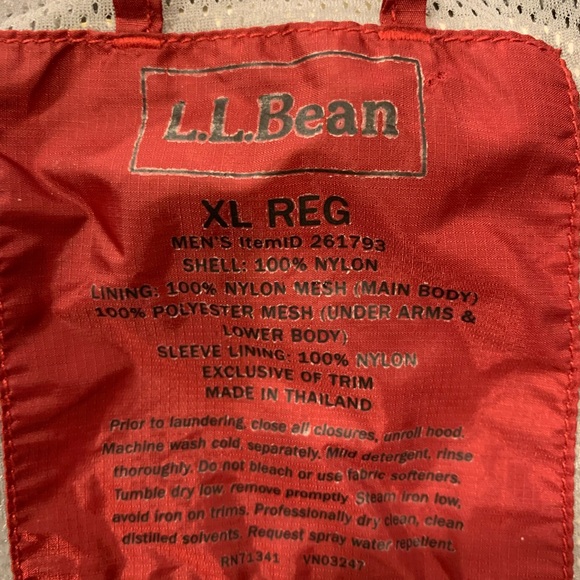 L.L.Bean
XL REG
MEN'S ItemID 261793
SHELL: 100% NYLON
LINING: 100% NYLON MESH (MAIN BODY)
100% POLYESTER MESH (UNDER ARMS &
LOWER BODY)
SLEEVE LINING: 100% NYLON
EXCLUSIVE OF TRIM
MADE IN THAILAND
Prior to laundering, close all closures, unroll hood.
Machine wash cold, separately. Mild detergent, rinse
thoroughly. Do not bleach or use fabric softeners.
Tumble dry low, remove promptly. Steam iron low,
avoid iron on trims. Professionally dry clean, clean
distilled solvents. Request spray water repellent.
RN71341 VN03247